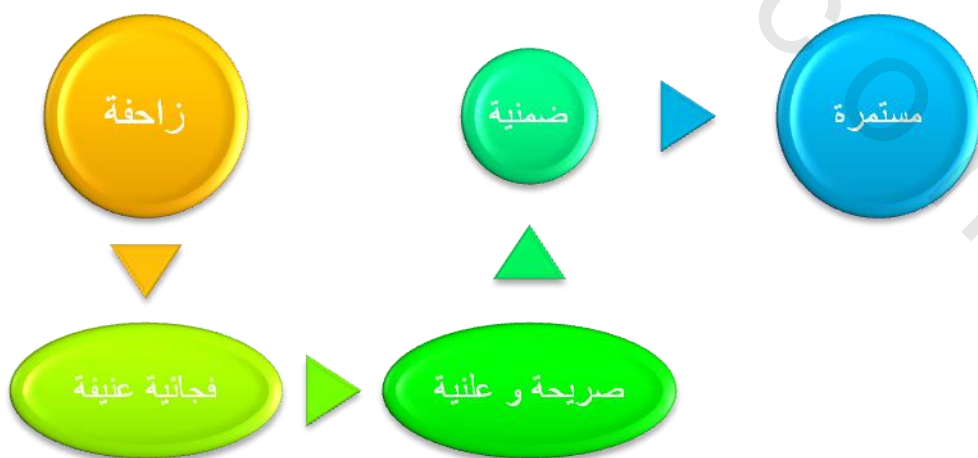 زاحفة
فجائية عنيفة
صريحة و علنية
ضمنية
مستمرة